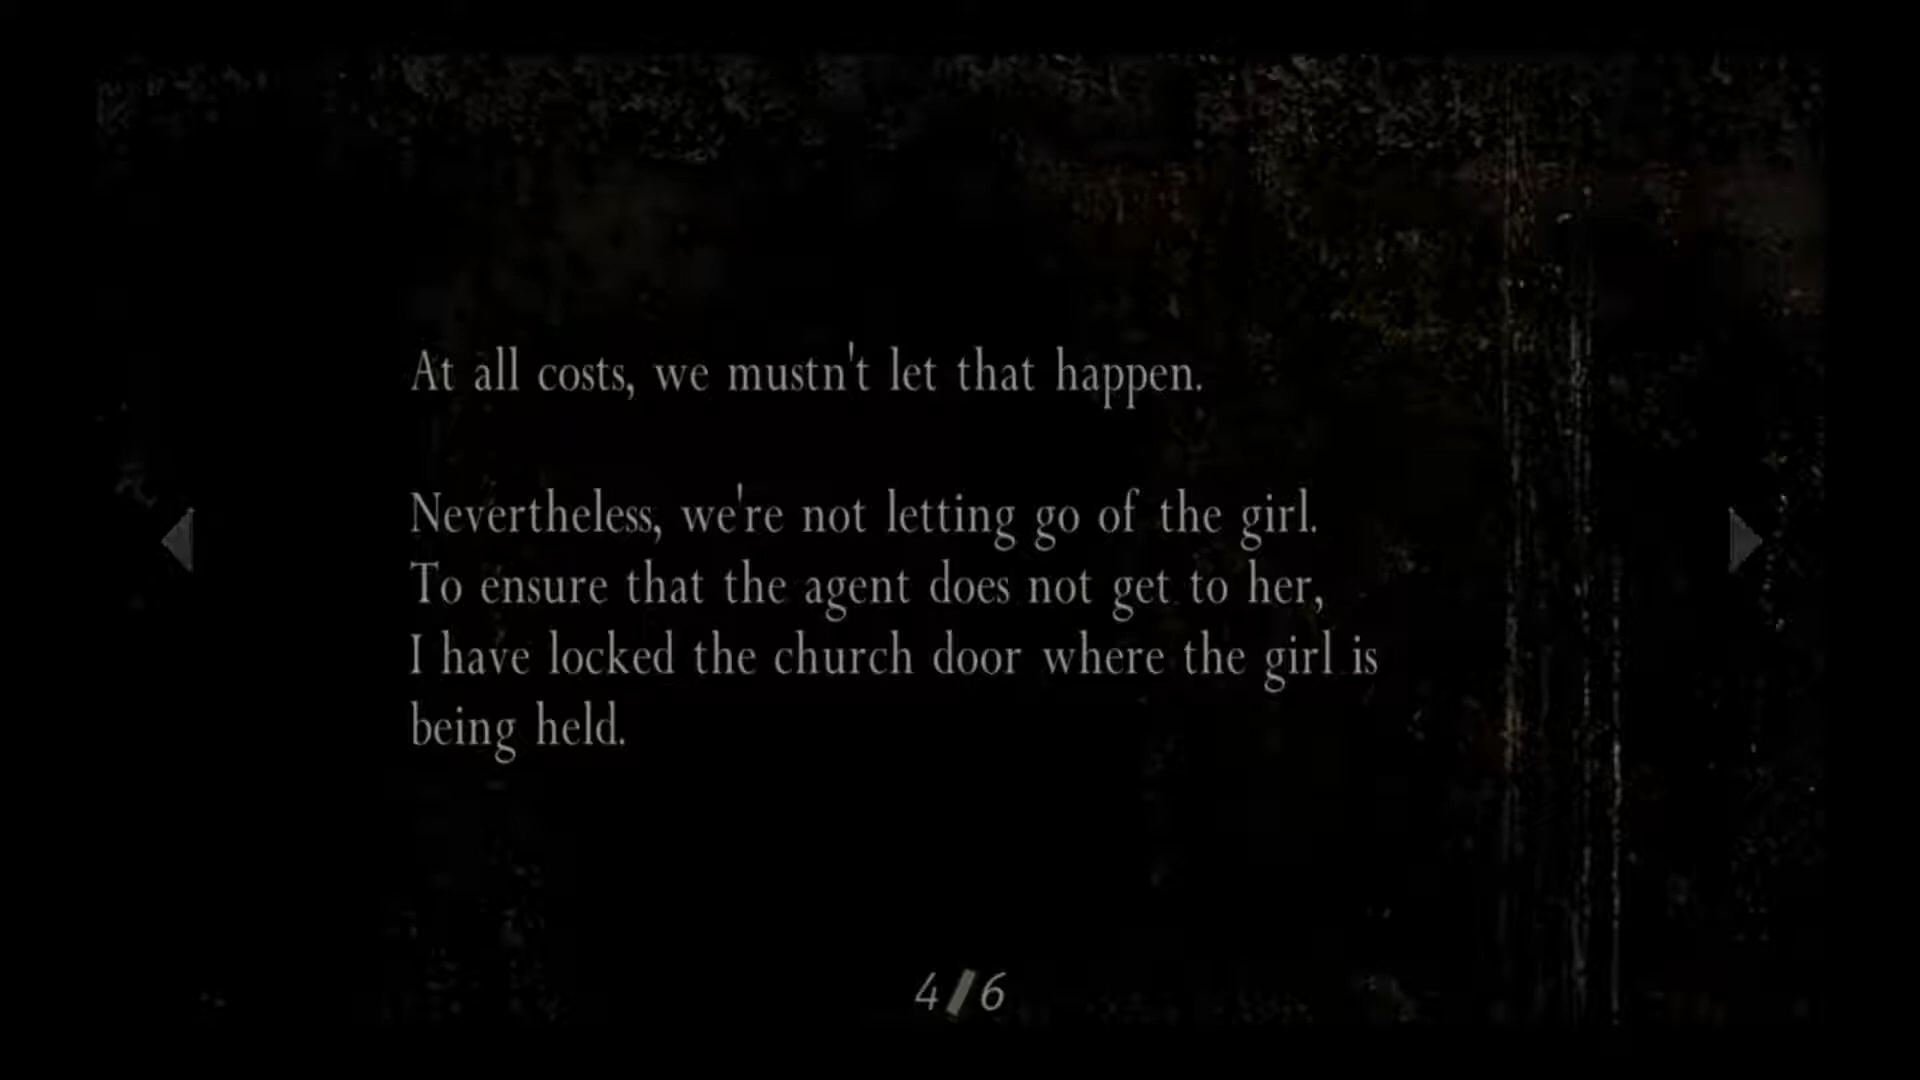 At all costs, we mustn't let that happen.
Nevertheless, we're not letting go of the girl.
To ensure that the agent does not get to her,
I have locked the church door where the girl is
being held.
4/6